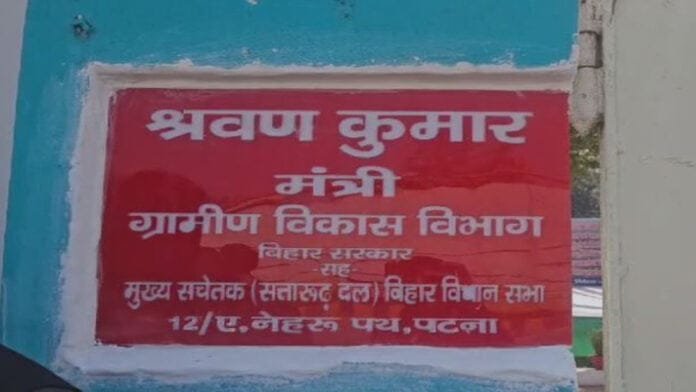 श्रवण कुमार
मंत्री
ग्रामीण विकास विभाग
बिहार सरकार
-सह-
मुख्य सचेतक (सत्तारूढ़ दल) बिहार विधान सभा
12/ए.नेहरू पथ,पटना